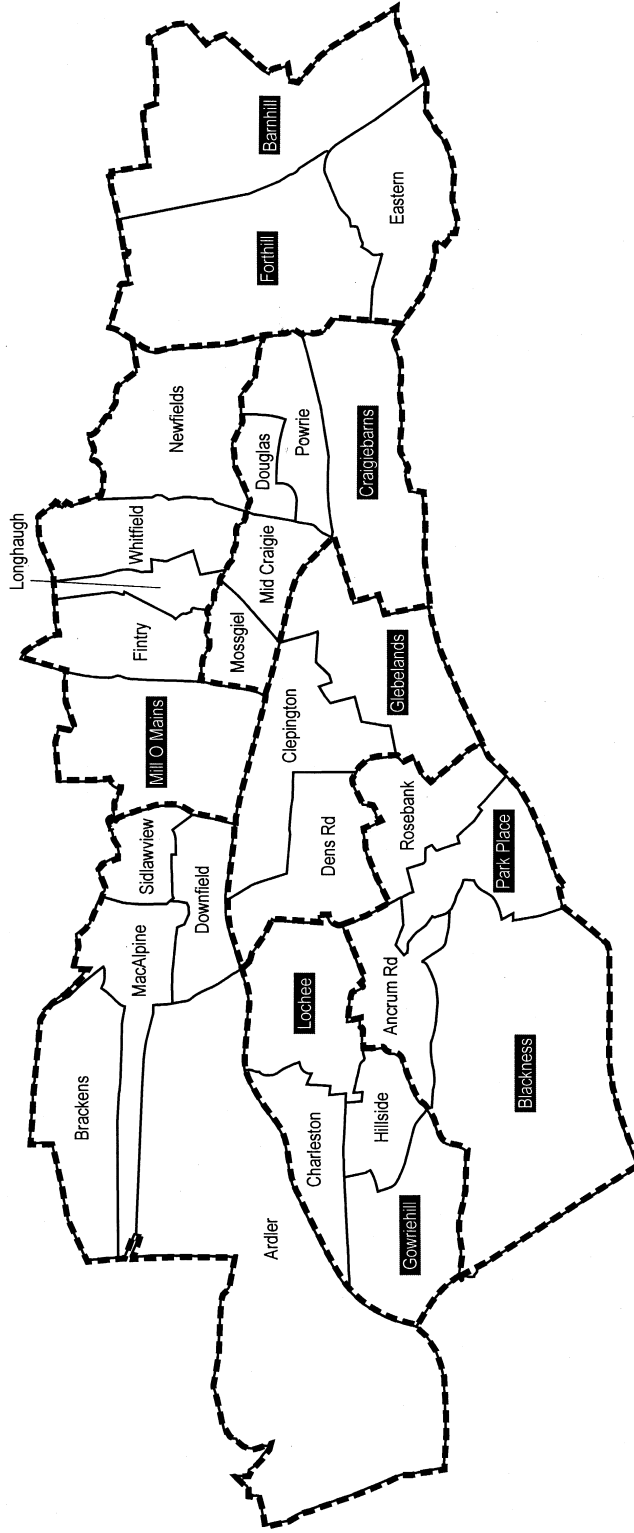 Brackens
MacAlpine
Sidlawview
Downfield
Ardler
Mill O Mains
Fintry
Longhaugh
Whitfield
Newfields
Mossgiel
Mid Craigie
Douglas
Powrie
Craigiebarns
Forthill
Barnhill
Eastern
Clepington
Glebelands
Dens Rd
Rosebank
Park Place
Lochee
Ancrum Rd
Charleston
Hillside
Gowriehill
Blackness